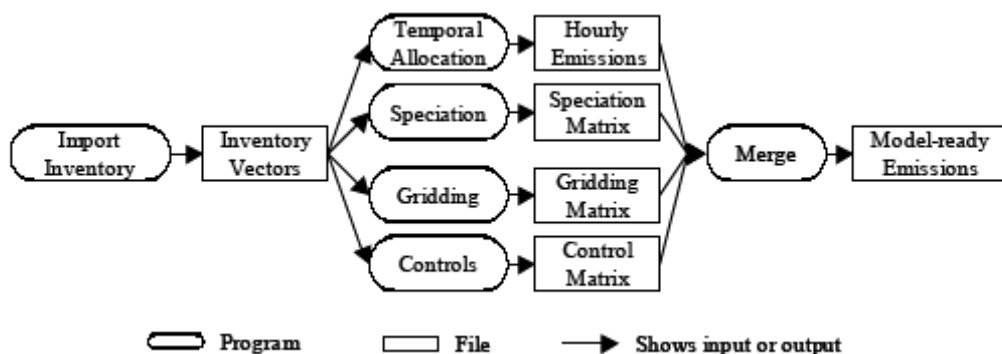 Import
Inventory
Inventory
Vectors
Temporal
Allocation
Hourly
Emissions
Speciation
Speciation
Matrix
Gridding
Gridding
Matrix
Controls
Control
Matrix
Merge
Model-ready
Emissions
Program
File
Shows input or output